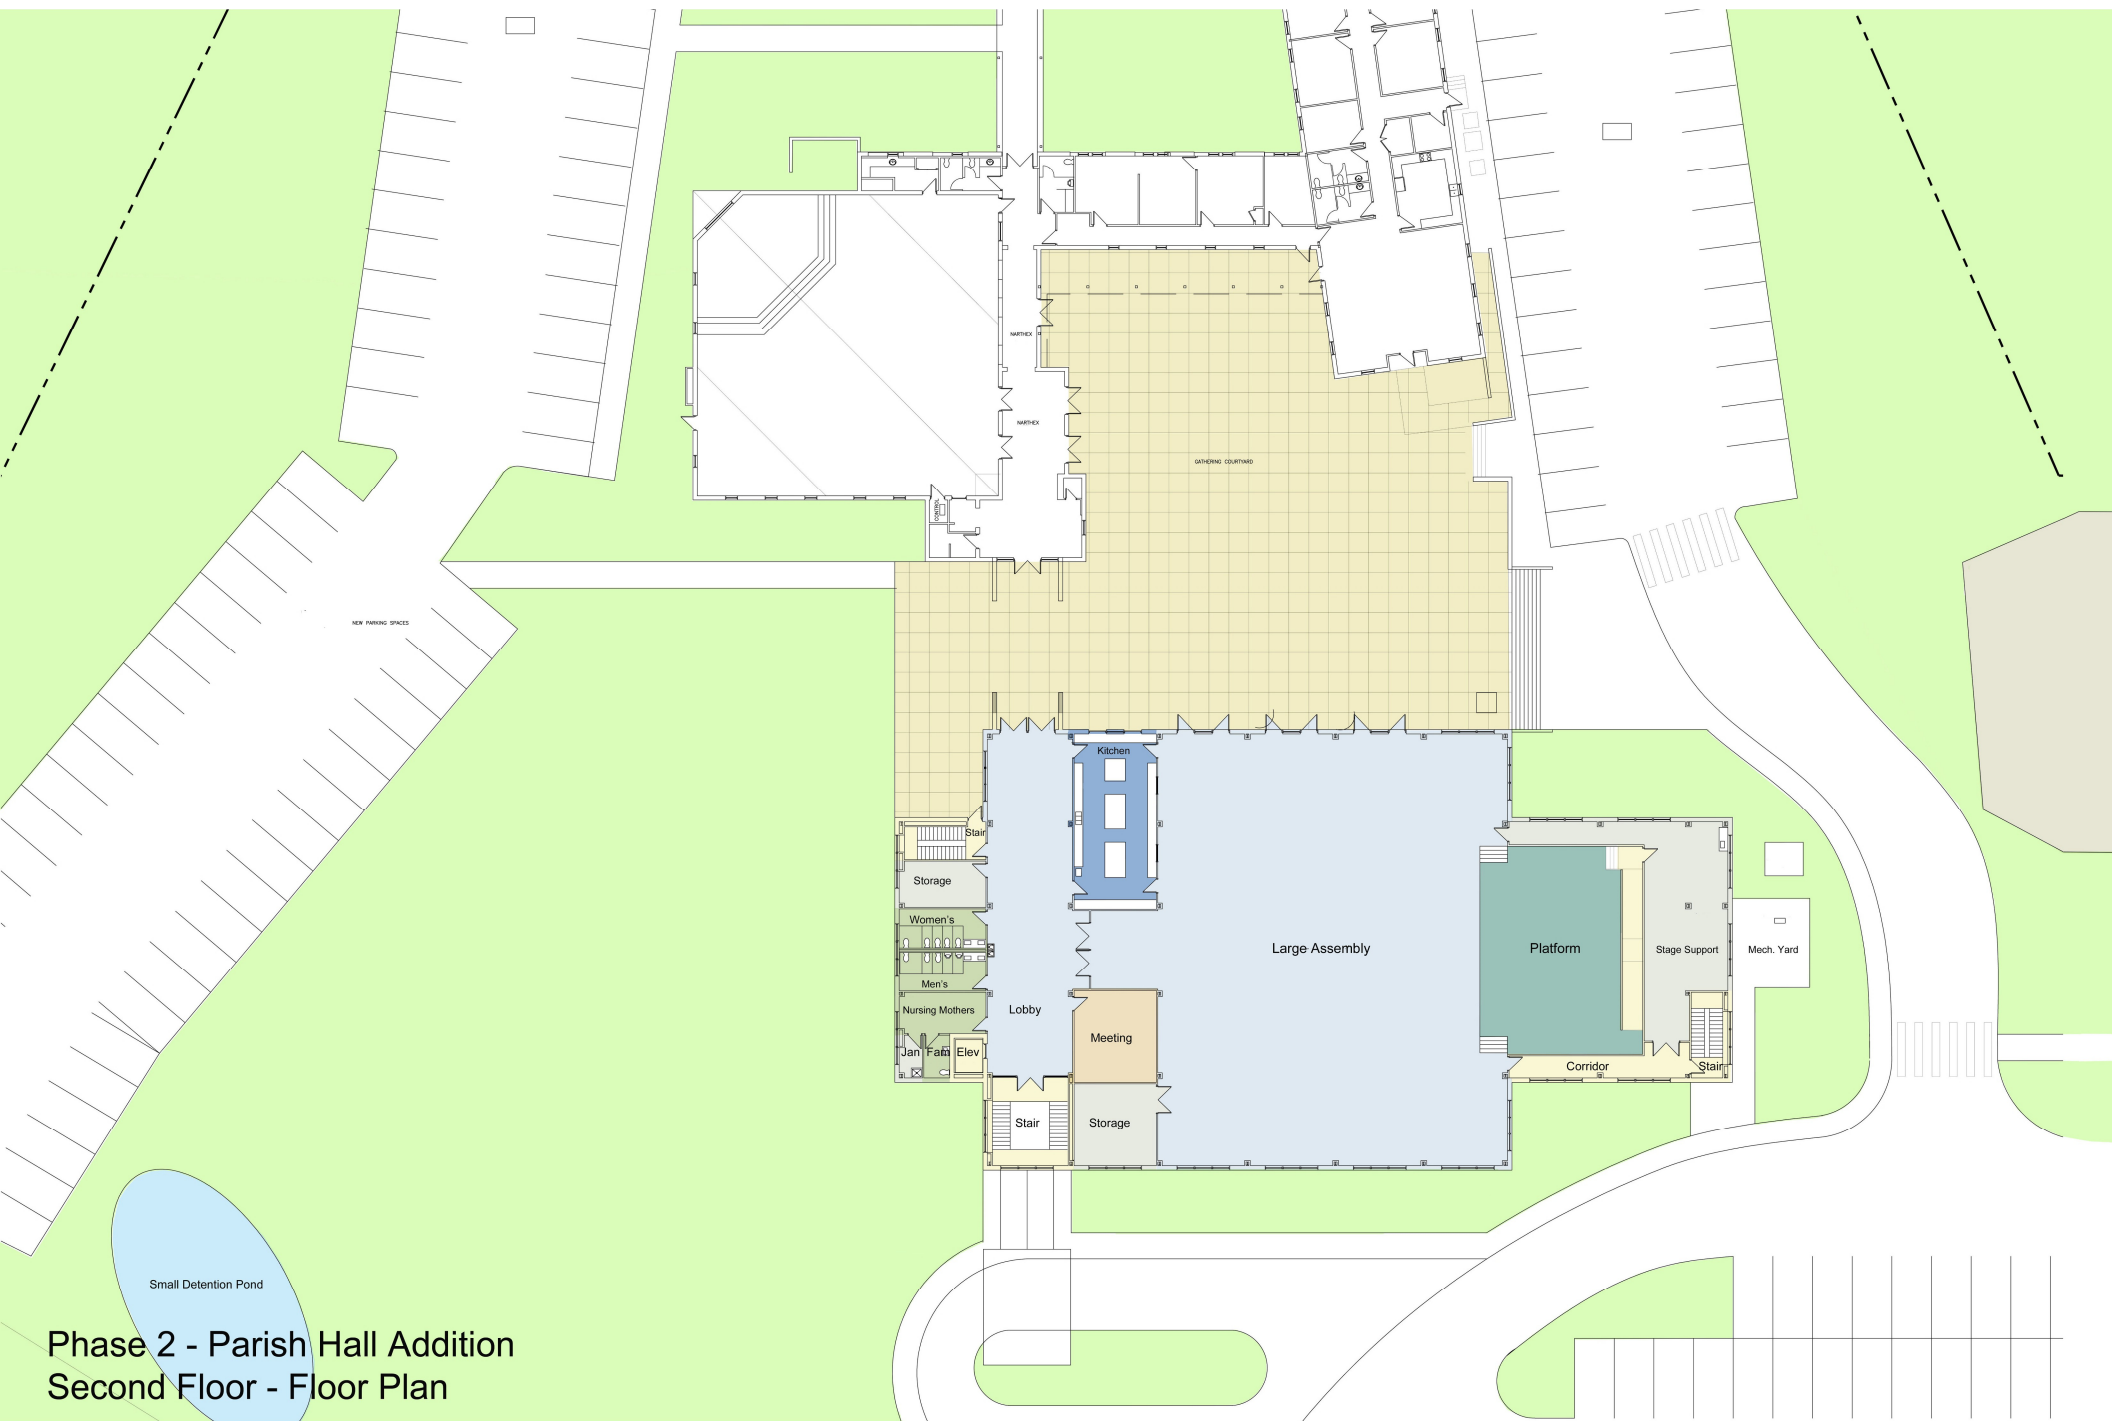 NARTHEX
NARTHEX
GATHERING COURTYARD
CONTROL
NEW PARKING SPACES
Kitchen
Stair
Storage
Women's
Large Assembly
Platform
Stage Support
Mech. Yard
Men's
Nursing Mothers
Lobby
Meeting
Jan
Fam
Elev
Corridor
Stair
Stair
Storage
Small Detention Pond
Phase 2 - Parish Hall Addition
Second Floor - Floor Plan